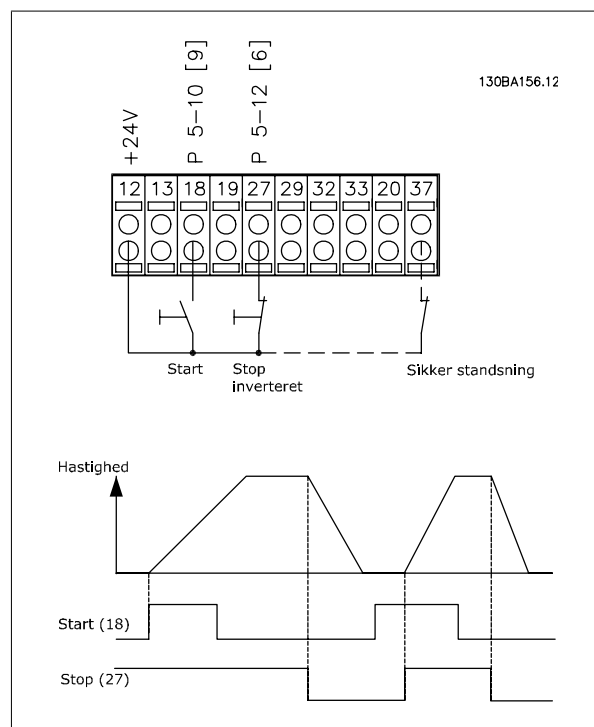 130BA156.12
+24V
P 5-10 [9]
P 5-12 [6]
12 13 18 19 27 29 32 33 20 37
Start
Stop
inverteret
Sikker standsning
Hastighed
Start (18)
Stop (27)